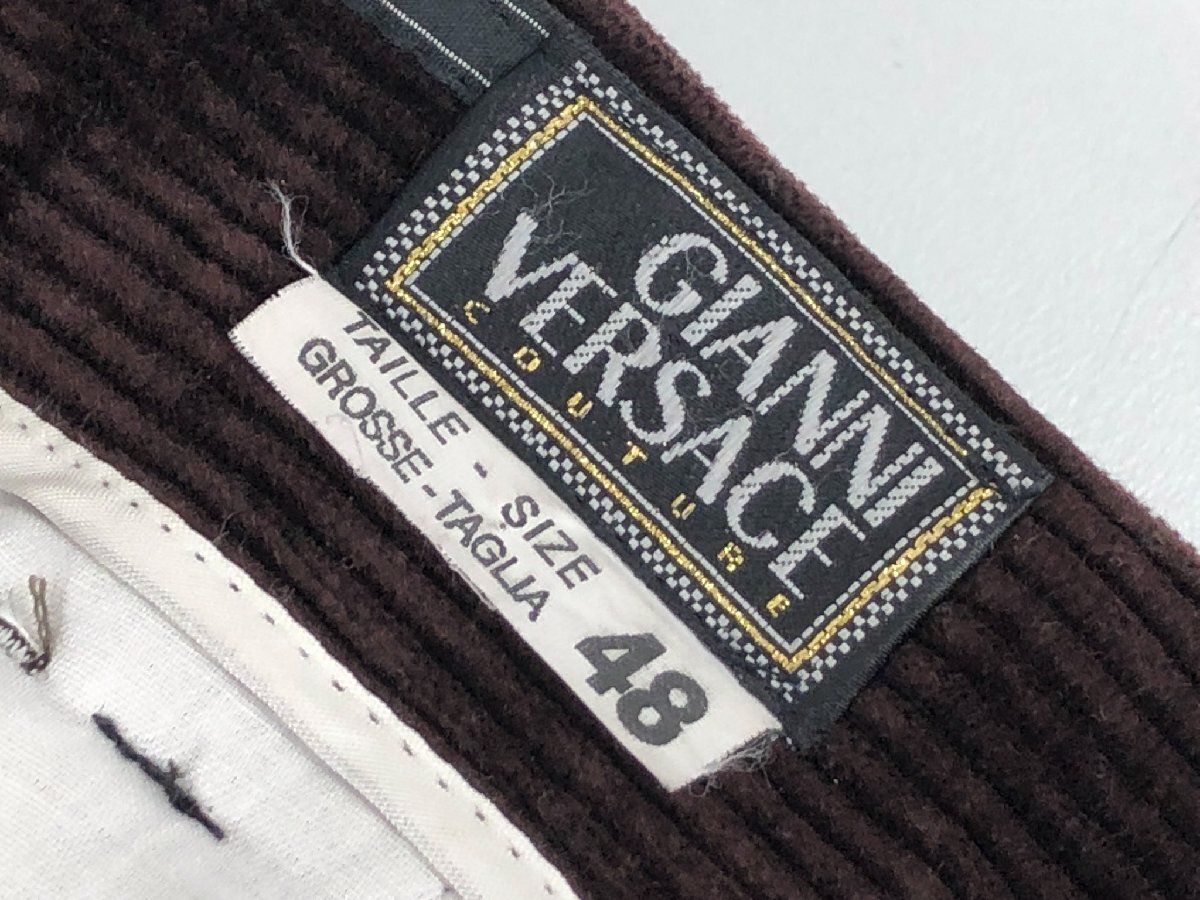 GIANNI
VERSACE
COUTURE
TAILLE - SIZE
GROSSE - TAGLIA
48